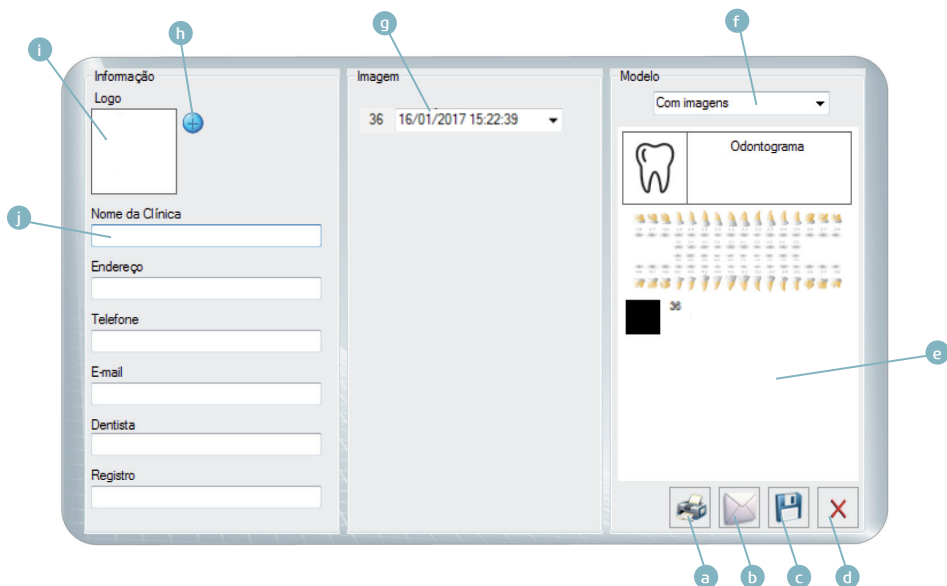 i
h
g
f
Informação
Logo
Nome da Clínica
j
Endereço
Telefone
E-mail
Dentista
Registro
Imagem
36 16/01/2017 15:22:39
Modelo
Com imagens
Odontograma
36
e
a
b
c
d